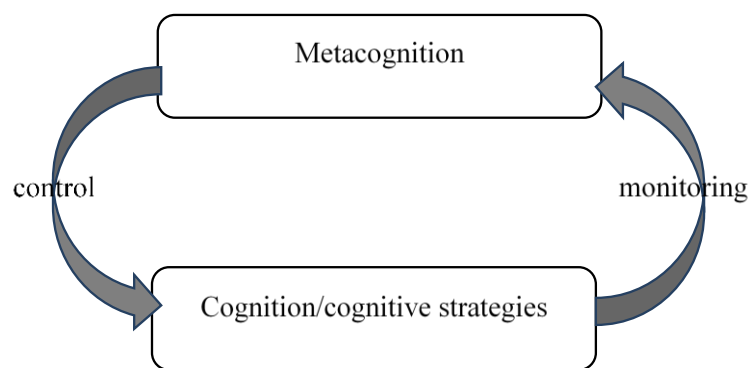 Metacognition
control
monitoring
Cognition/cognitive strategies